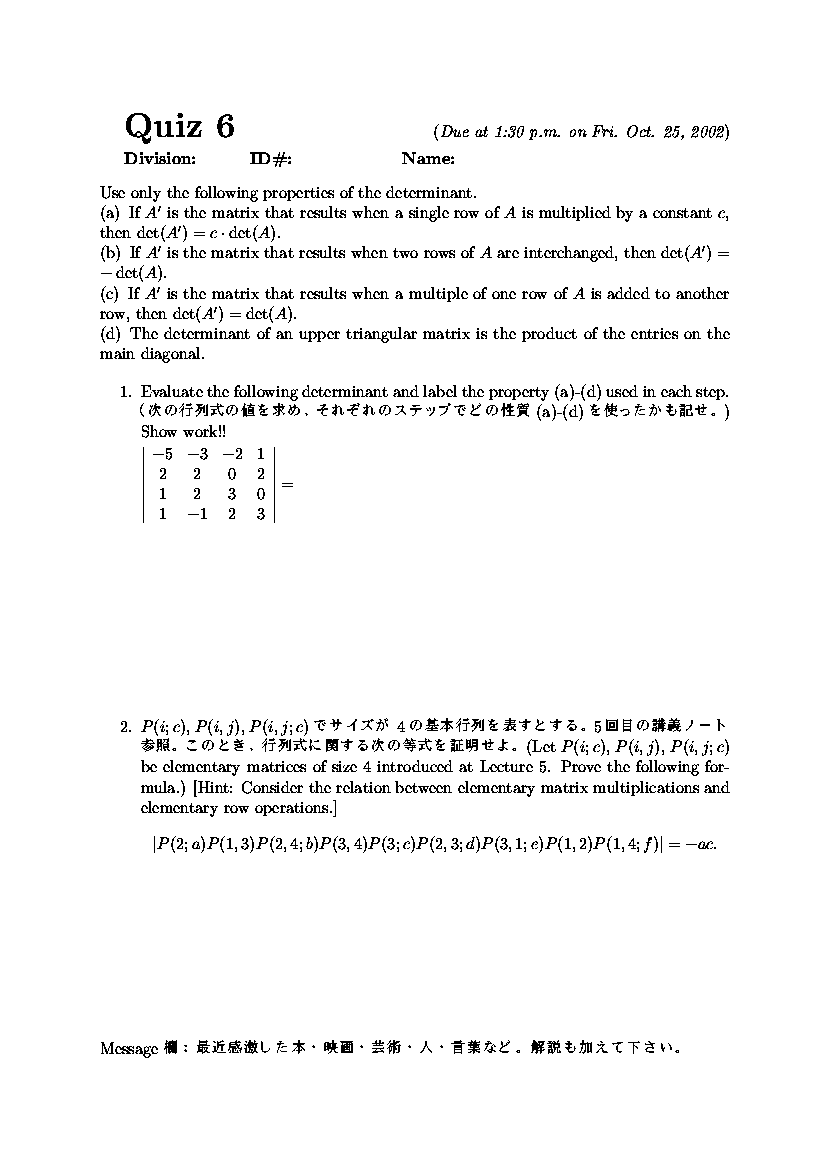 Quiz 6 (Due at 1:30 p.m. on Fri. Oct. 25, 2002)
Division: ID#: Name:
Use only the following properties of the determinant.
(a) If A′ is the matrix that results when a single row of A is multiplied by a constant c,
then det(A′) = c · det(A).
(b) If A′ is the matrix that results when two rows of A are interchanged, then det(A′) =
− det(A).
(c) If A′ is the matrix that results when a multiple of one row of A is added to another
row, then det(A′) = det(A).
(d) The determinant of an upper triangular matrix is the product of the entries on the
main diagonal.
1. Evaluate the following determinant and label the property (a)-(d) used in each step.
(次の行列式の値を求め、それぞれのステップでどの性質 (a)-(d) を使ったかも記せ。)
Show work!!
−5 −3 −2 1
2 2 0 2
=
1 2 3 0
1 −1 2 3
2. P(i; c), P(i, j), P(i, j; c) でサイズが 4 の基本行列を表すとする。5 回目の講義ノート
参照。このとき、行列式に関する次の等式を証明せよ。(Let P(i; c), P(i, j), P(i, j; c)
be elementary matrices of size 4 introduced at Lecture 5. Prove the following for-
mula.) [Hint: Consider the relation between elementary matrix multiplications and
elementary row operations.]
|P(2; a)P(1, 3)P(2, 4; b)P(3, 4)P(3; c)P(2, 3; d)P(3, 1; e)P(1, 2)P(1, 4; f)| = −ac.
Message 欄：最近感激した本・映画・芸術・人・言葉など。解説も加えて下さい。